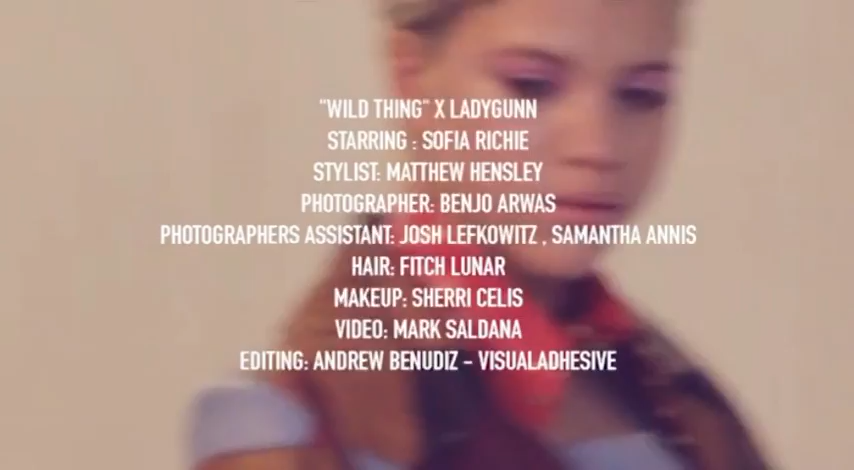 "WILD THING" X LADYGUNN
STARRING : SOFIA RICHIE
STYLIST: MATTHEW HENSLEY
PHOTOGRAPHER: BENJO ARWAS
PHOTOGRAPHERS ASSISTANT: JOSH LEFKOWITZ , SAMANTHA ANNIS
HAIR: FITCH LUNAR
MAKEUP: SHERRI CELIS
VIDEO: MARK SALDANA
EDITING: ANDREW BENUDIZ - VISUALADHESIVE